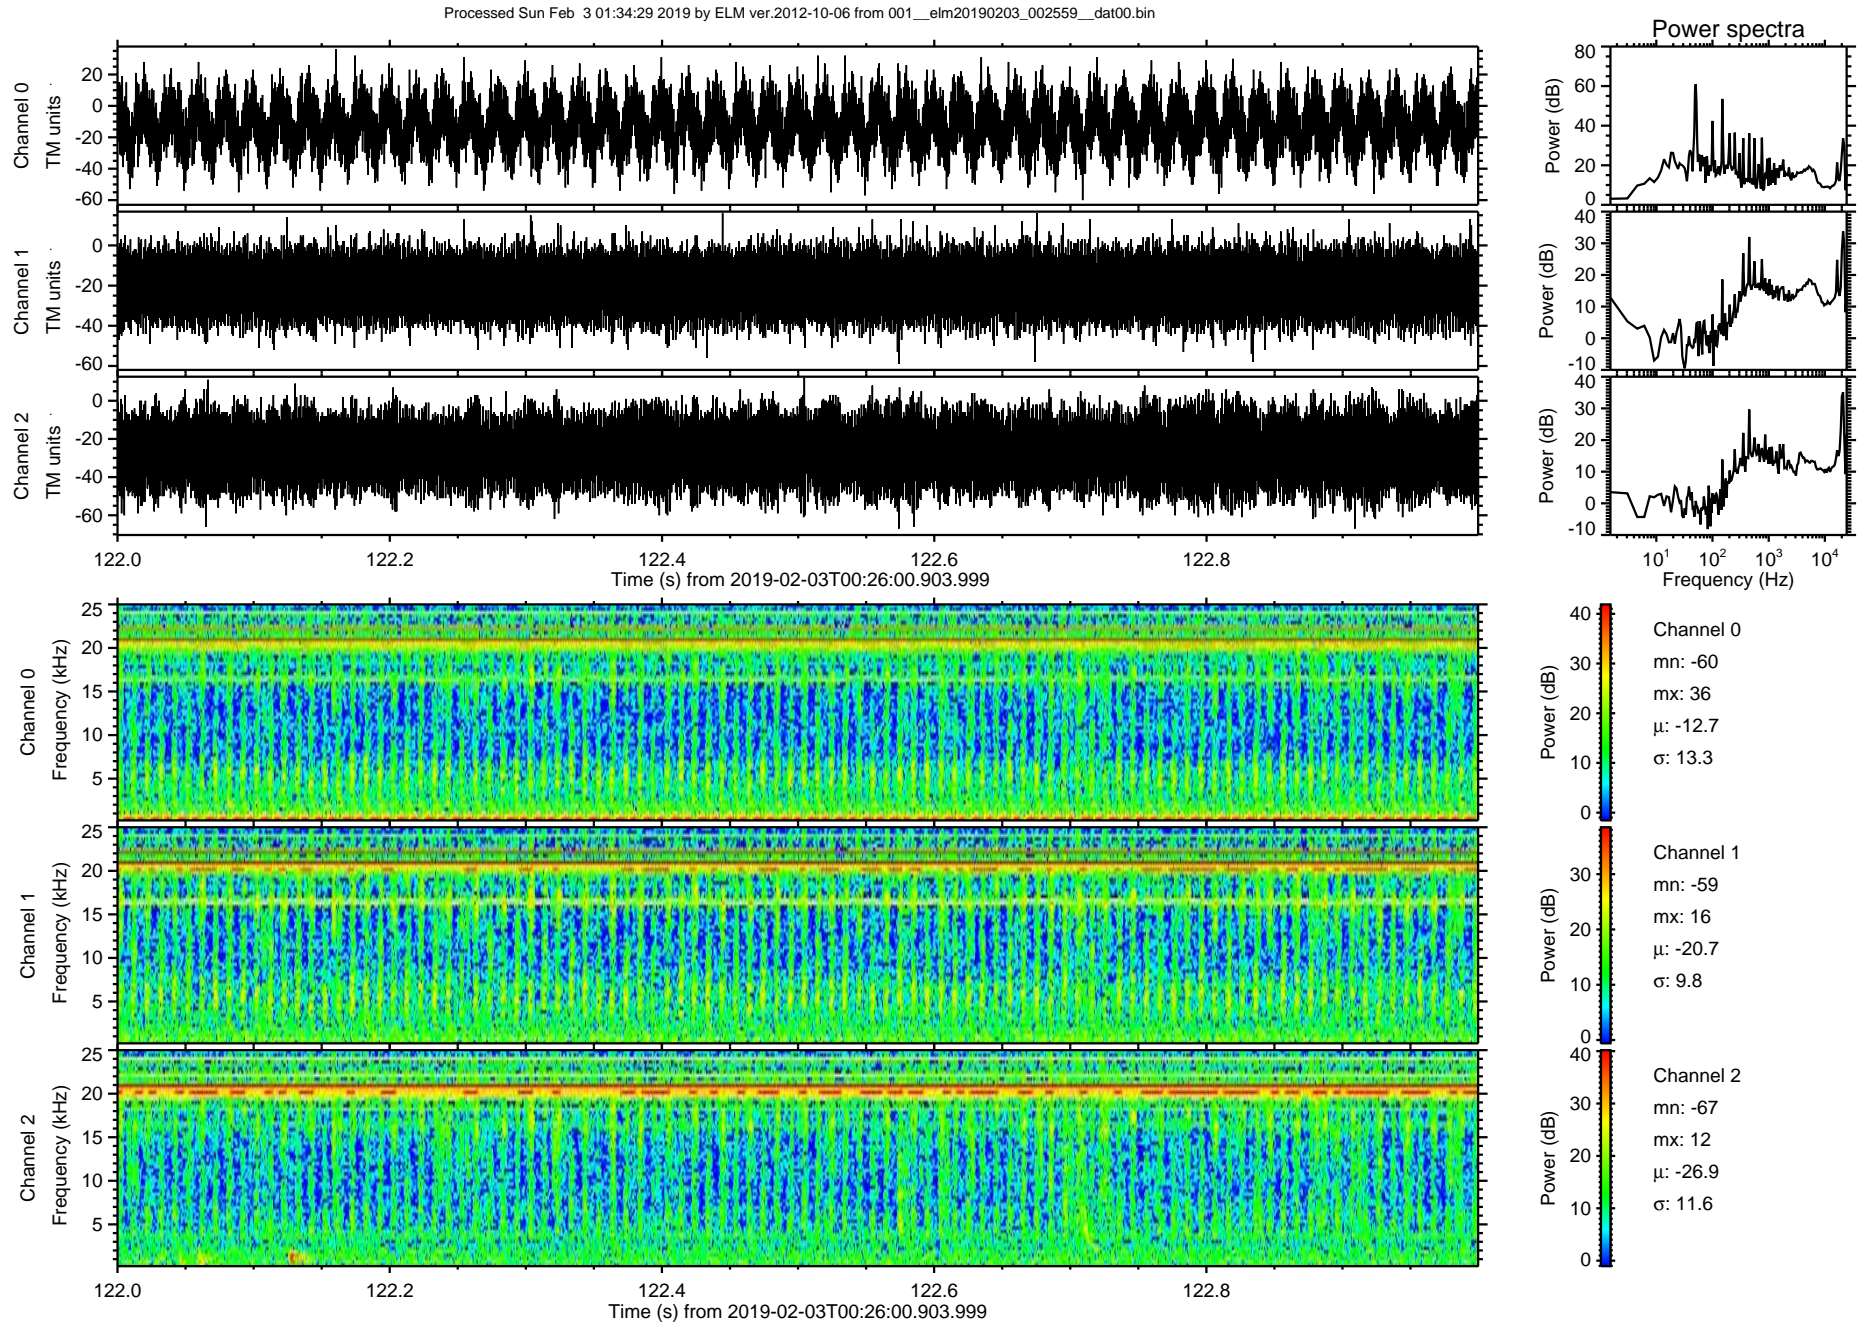 Processed Sun Feb  3 01:34:29 2019 by ELM ver.2012-10-06 from 001__elm20190203_002559__dat00.bin
Power spectra
Channel 0
TM units
20
0
-20
-40
-60
Power (dB)
80
60
40
20
0
Channel 1
TM units
0
-20
-40
-60
Power (dB)
40
30
20
10
0
-10
Channel 2
TM units
0
-20
-40
-60
Power (dB)
40
30
20
10
0
-10
122.0 122.2 122.4 122.6 122.8
Time (s) from 2019-02-03T00:26:00.903.999
10^1 10^2 10^3 10^4
Frequency (Hz)
Channel 0
Frequency (kHz)
25
20
15
10
5
Power (dB)
40
30
20
10
0
Channel 0
mn: -60
mx: 36
μ: -12.7
σ: 13.3
Channel 1
Frequency (kHz)
25
20
15
10
5
Power (dB)
30
20
10
0
Channel 1
mn: -59
mx: 16
μ: -20.7
σ: 9.8
Channel 2
Frequency (kHz)
25
20
15
10
5
Power (dB)
40
30
20
10
0
Channel 2
mn: -67
mx: 12
μ: -26.9
σ: 11.6
122.0 122.2 122.4 122.6 122.8
Time (s) from 2019-02-03T00:26:00.903.999